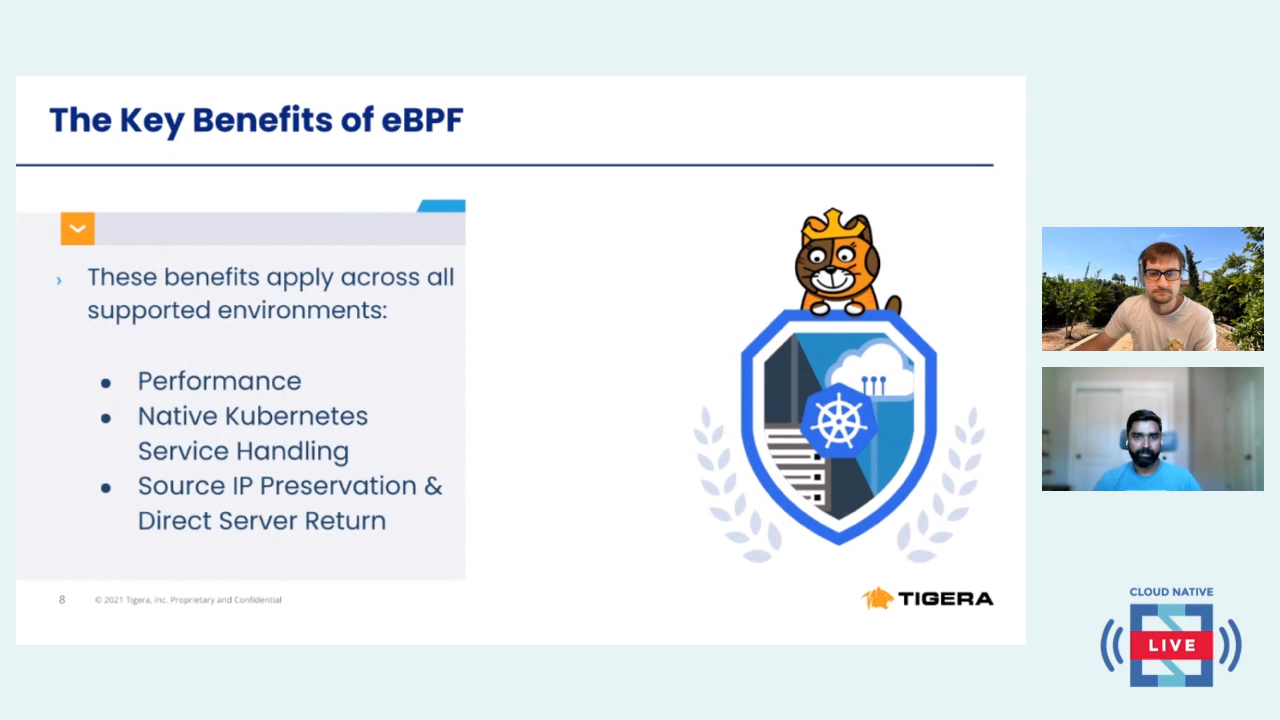 The Key Benefits of eBPF
› These benefits apply across all
supported environments:
● Performance
● Native Kubernetes
Service Handling
● Source IP Preservation &
Direct Server Return
8 © 2021 Tigera, Inc. Proprietary and Confidential
TIGERA
CLOUD NATIVE
LIVE